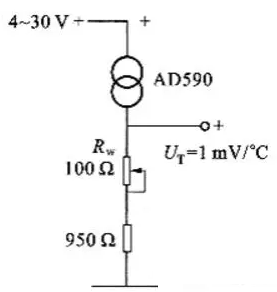 4~30 V +
+
AD590
+
R_w
100 Ω
U_T=1 mV/°C
950 Ω